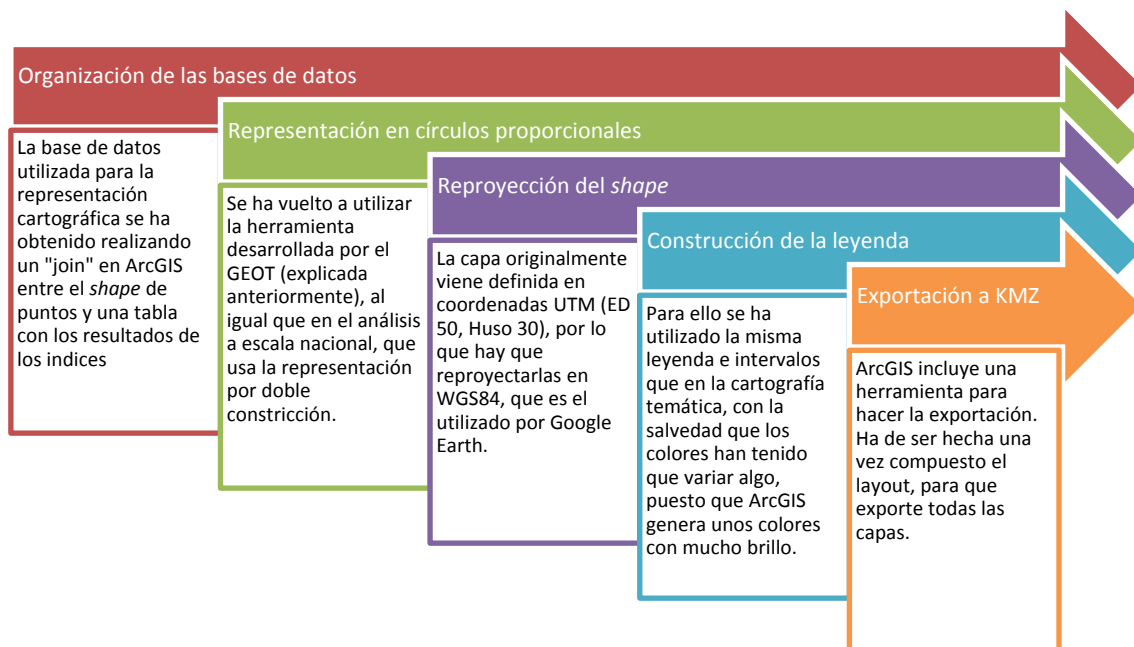 Organización de las bases de datos
La base de datos
utilizada para la
representación
cartográfica se ha
obtenido realizando
un "join" en ArcGIS
entre el shape de
puntos y una tabla
con los resultados de
los indices
Representación en círculos proporcionales
Se ha vuelto a utilizar
la herramienta
desarrollada por el
GEOT (explicada
anteriormente), al
igual que en el análisis
a escala nacional, que
usa la representación
por doble
constricción.
Reproyección del shape
La capa originalmente
viene definida en
coordenadas UTM (ED
50, Huso 30), por lo
que hay que
reproyectarlas en
WGS84, que es el
utilizado por Google
Earth.
Construcción de la leyenda
Para ello se ha
utilizado la misma
leyenda e intervalos
que en la cartografía
temática, con la
salvedad que los
colores han tenido
que variar algo,
puesto que ArcGIS
genera unos colores
con mucho brillo.
Exportación a KMZ
ArcGIS incluye una
herramienta para
hacer la exportación.
Ha de ser hecha una
vez compuesto el
layout, para que
exporte todas las
capas.